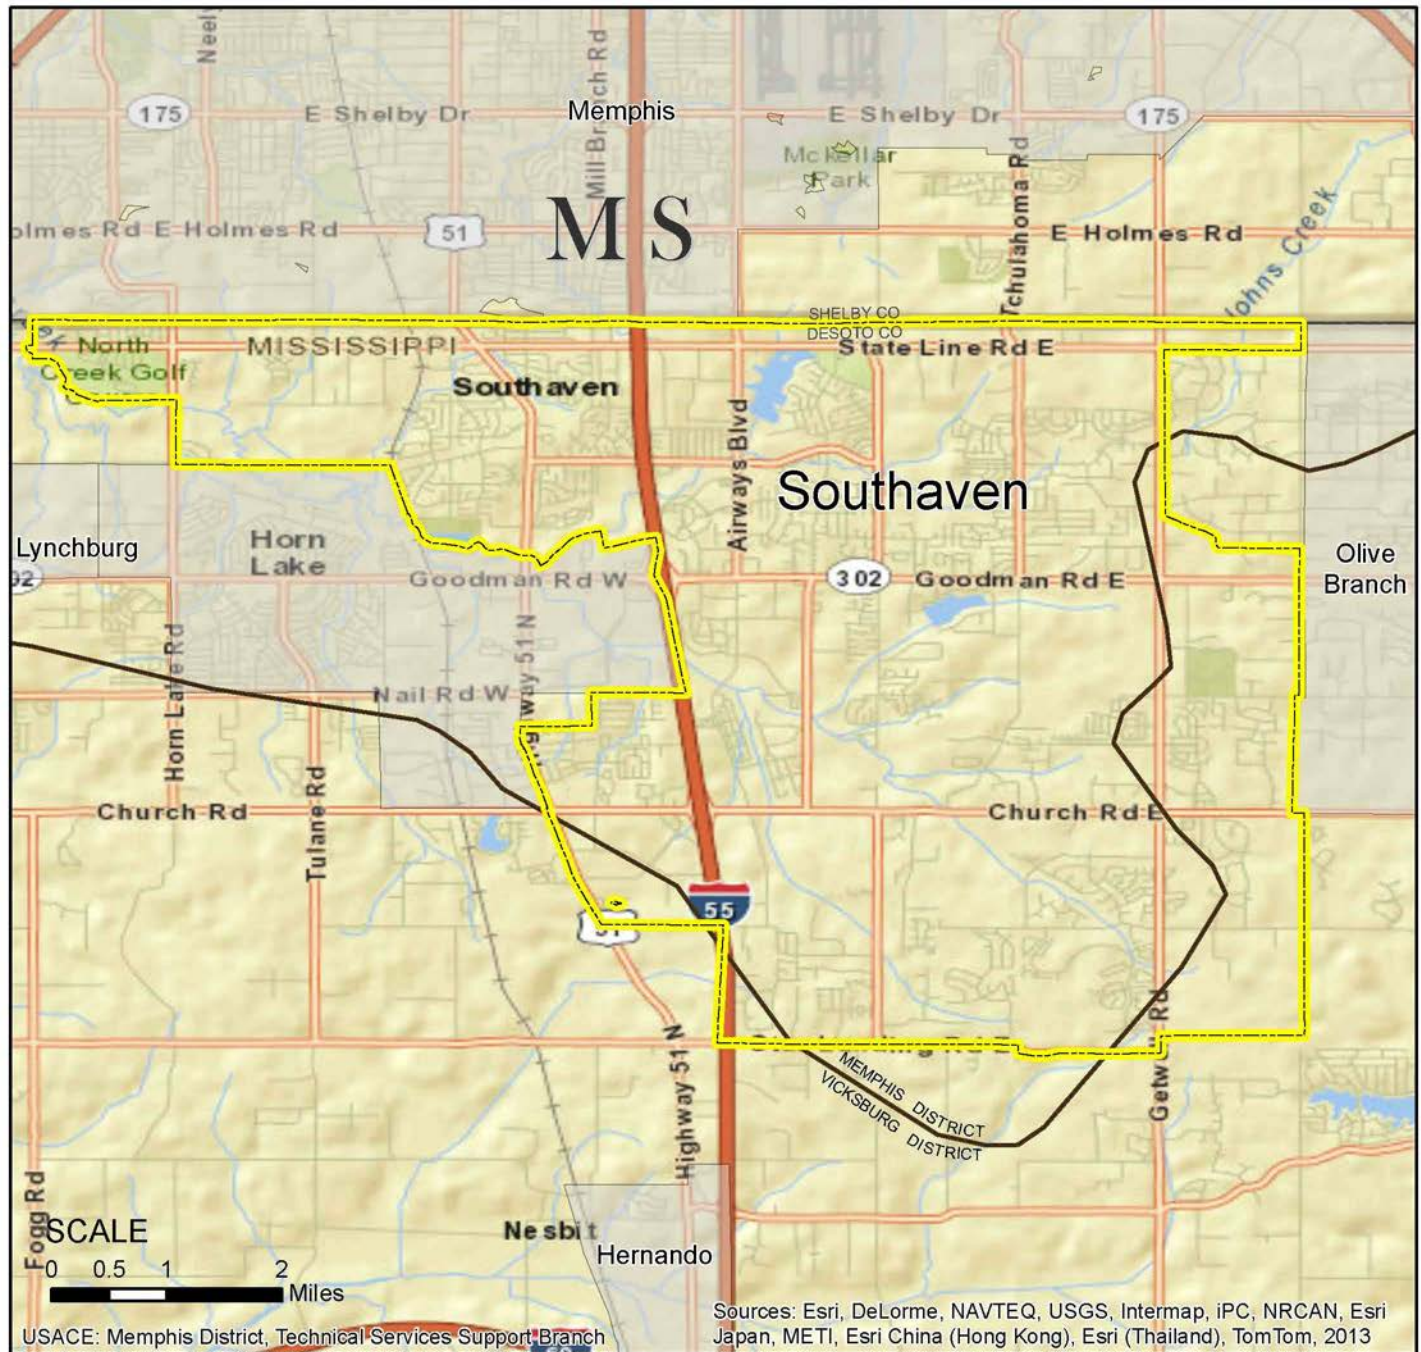 Neely
Mill Branch Rd
175
E Shelby Dr
Memphis
E Shelby Dr
175
Mckellar
Park
Tchulahoma Rd
Johns Creek
MS
olmes Rd
E Holmes Rd
51
E Holmes Rd
SHELBY CO
DESOTO CO
North
Creek Golf
MISSISSIPPI
State Line Rd E
Southaven
Airways Blvd
Southaven
Lynchburg
Horn
Lake
Goodman Rd W
302
Goodman Rd E
Olive
Branch
Horn Lake Rd
Nail Rd W
way 51 N
Church Rd
Church Rd E
Tulane Rd
55
51
Highway 51 N
Getwell Rd
MEMPHIS DISTRICT
VICKSBURG DISTRICT
Fogg Rd
Nesbit
Hernando
SCALE
0 0.5 1 2
Miles
USACE: Memphis District, Technical Services Support Branch
Sources: Esri, DeLorme, NAVTEQ, USGS, Intermap, iPC, NRCAN, Esri
Japan, METI, Esri China (Hong Kong), Esri (Thailand), TomTom, 2013